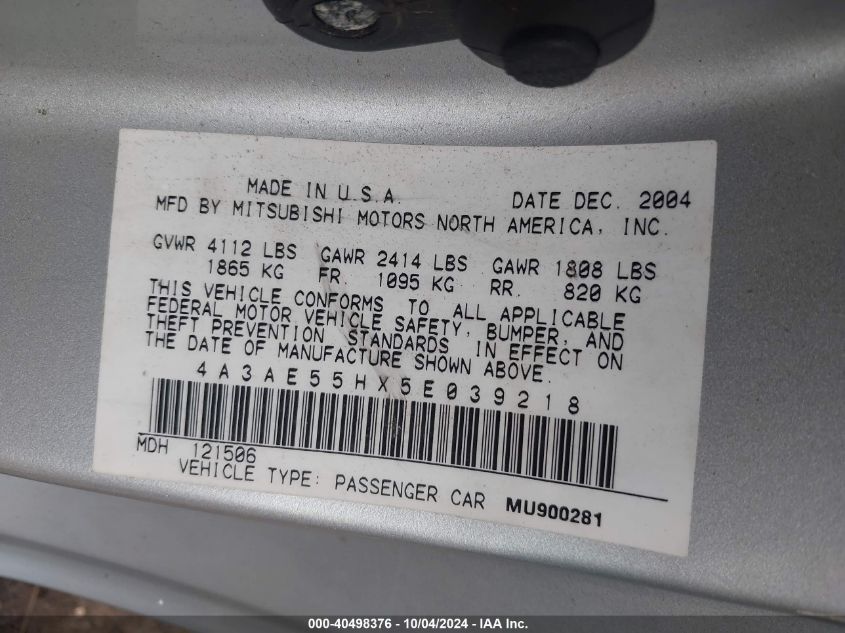 MADE IN U.S.A. DATE DEC. 2004
MFD BY MITSUBISHI MOTORS NORTH AMERICA, INC.
GVWR 4112 LBS GAWR 2414 LBS GAWR 1808 LBS
1865 KG FR. 1095 KG RR. 820 KG
THIS VEHICLE CONFORMS TO ALL APPLICABLE
FEDERAL MOTOR VEHICLE SAFETY, BUMPER, AND
THEFT PREVENTION STANDARDS IN EFFECT ON
THE DATE OF MANUFACTURE SHOWN ABOVE.
4A3AE55HX5E039218
MDH 121506
VEHICLE TYPE: PASSENGER CAR MU900281
000-40498376 - 10/04/2024 - IAA Inc.